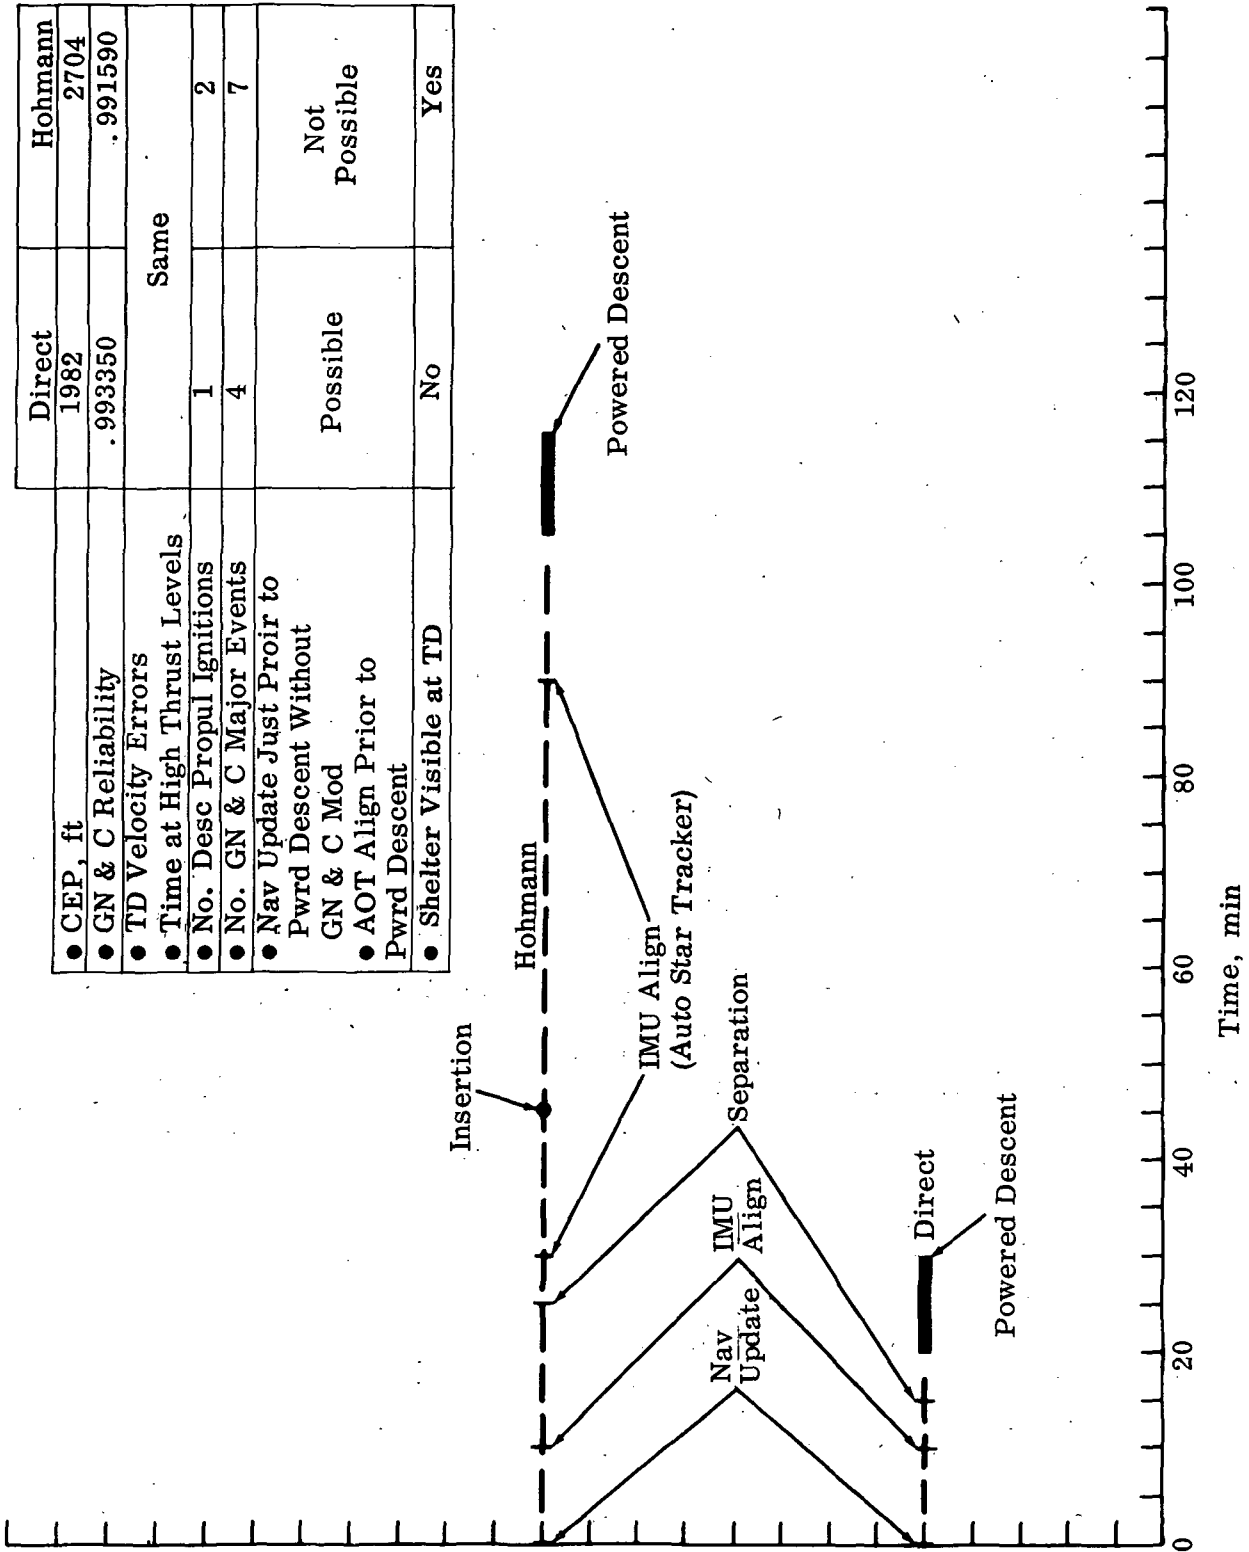 Direct Hohmann
● CEP, ft 1982 2704
● GN & C Reliability .993350 .991590
● TD Velocity Errors
● Time at High Thrust Levels
Same
● No. Desc Propul Ignitions 1 2
● No. GN & C Major Events 4 7
● Nav Update Just Proir to
Pwrd Descent Without
GN & C Mod
● AOT Align Prior to
Pwrd Descent
Possible
Not
Possible
● Shelter Visible at TD No Yes
Insertion
Hohmann
Powered Descent
IMU Align
(Auto Star Tracker)
Nav
Update
IMU
Align
Separation
Direct
Powered Descent
0 20 40 60 80 100 120
Time, min